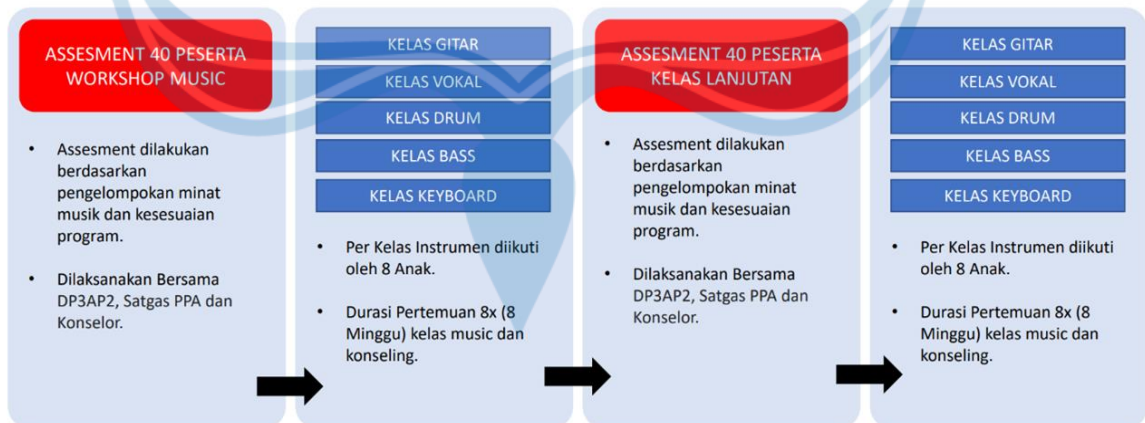 ASSESMENT 40 PESERTA
WORKSHOP MUSIC
• Assesment dilakukan
berdasarkan
pengelompokan minat
musik dan kesesuaian
program.
• Dilaksanakan Bersama
DP3AP2, Satgas PPA dan
Konselor.
KELAS GITAR
KELAS VOKAL
KELAS DRUM
KELAS BASS
KELAS KEYBOARD
• Per Kelas Instrumen diikuti
oleh 8 Anak.
• Durasi Pertemuan 8x (8
Minggu) kelas music dan
konseling.
ASSESMENT 40 PESERTA
KELAS LANJUTAN
• Assesment dilakukan
berdasarkan
pengelompokan minat
musik dan kesesuaian
program.
• Dilaksanakan Bersama
DP3AP2, Satgas PPA dan
Konselor.
KELAS GITAR
KELAS VOKAL
KELAS DRUM
KELAS BASS
KELAS KEYBOARD
• Per Kelas Instrumen diikuti
oleh 8 Anak.
• Durasi Pertemuan 8x (8
Minggu) kelas music dan
konseling.